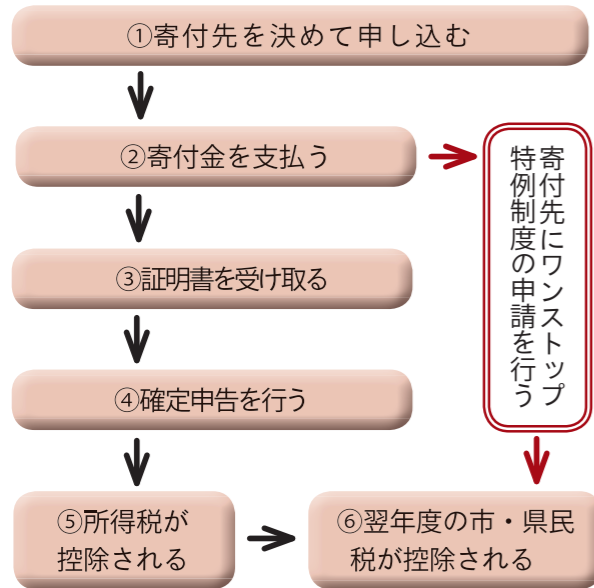 ①寄付先を決めて申し込む
②寄付金を支払う
寄付先にワンストップ
特例制度の申請を行う
③証明書を受け取る
④確定申告を行う
⑤所得税が
控除される
⑥翌年度の市・県民
税が控除される